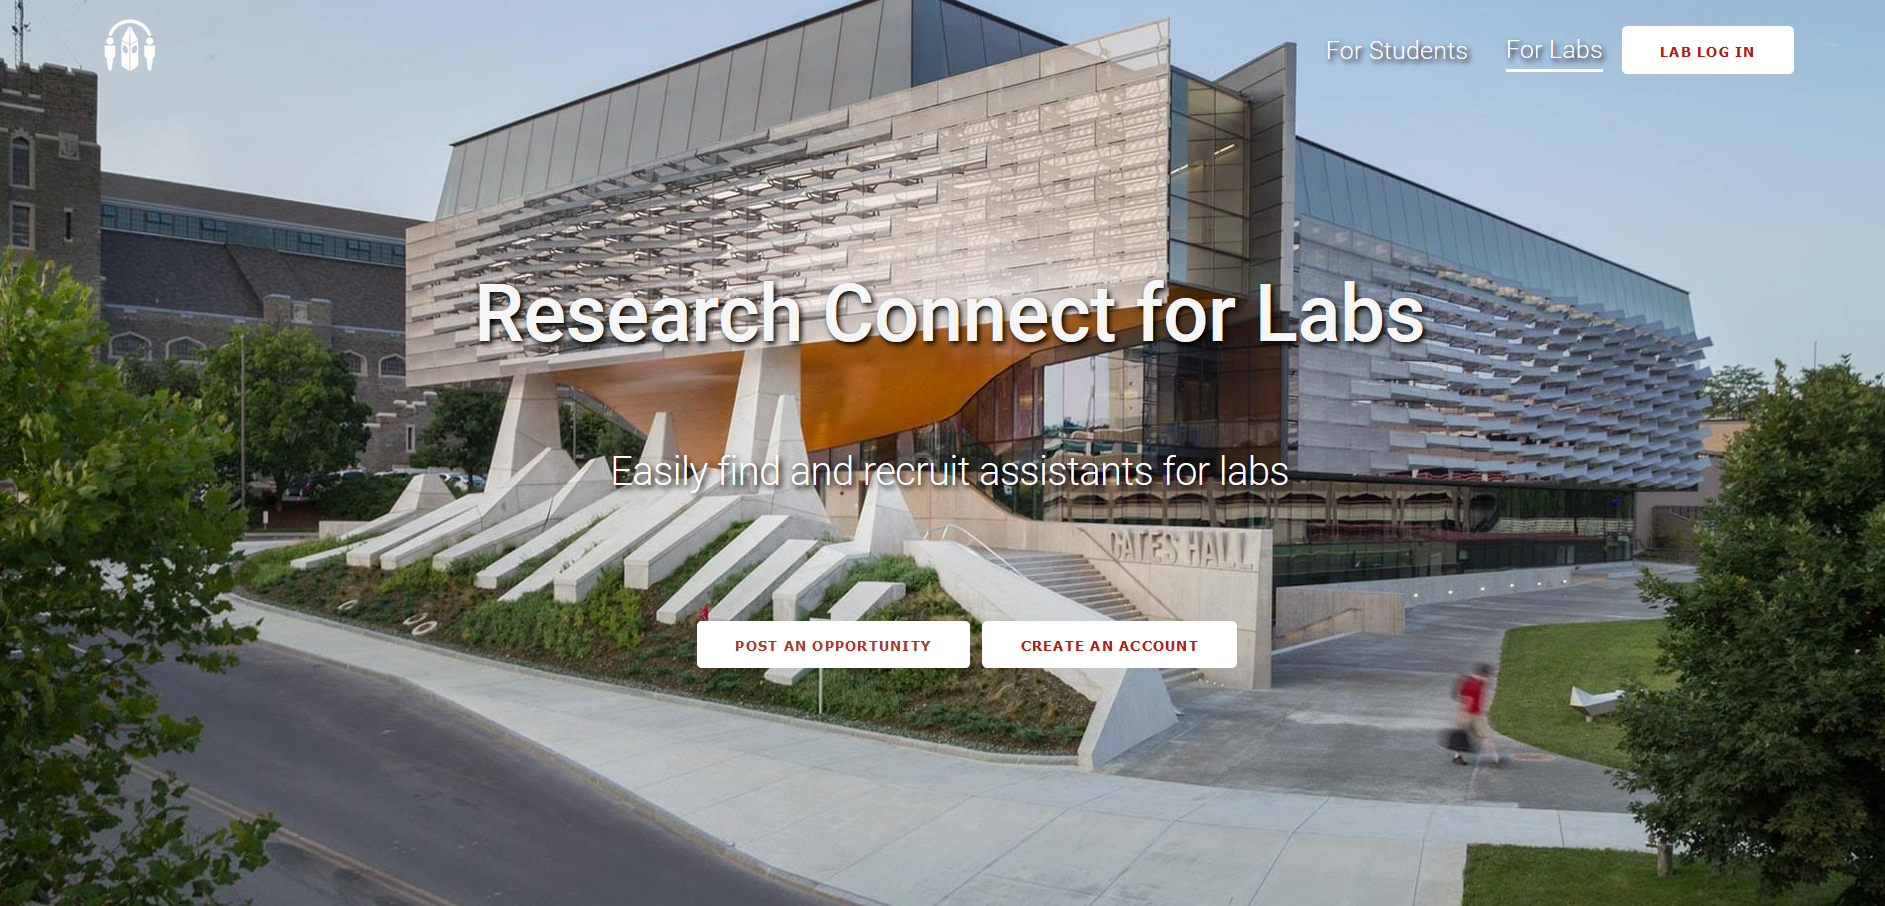 For Students
For Labs
LAB LOG IN
Research Connect for Labs
Easily find and recruit assistants for labs
GATES HALL
POST AN OPPORTUNITY
CREATE AN ACCOUNT